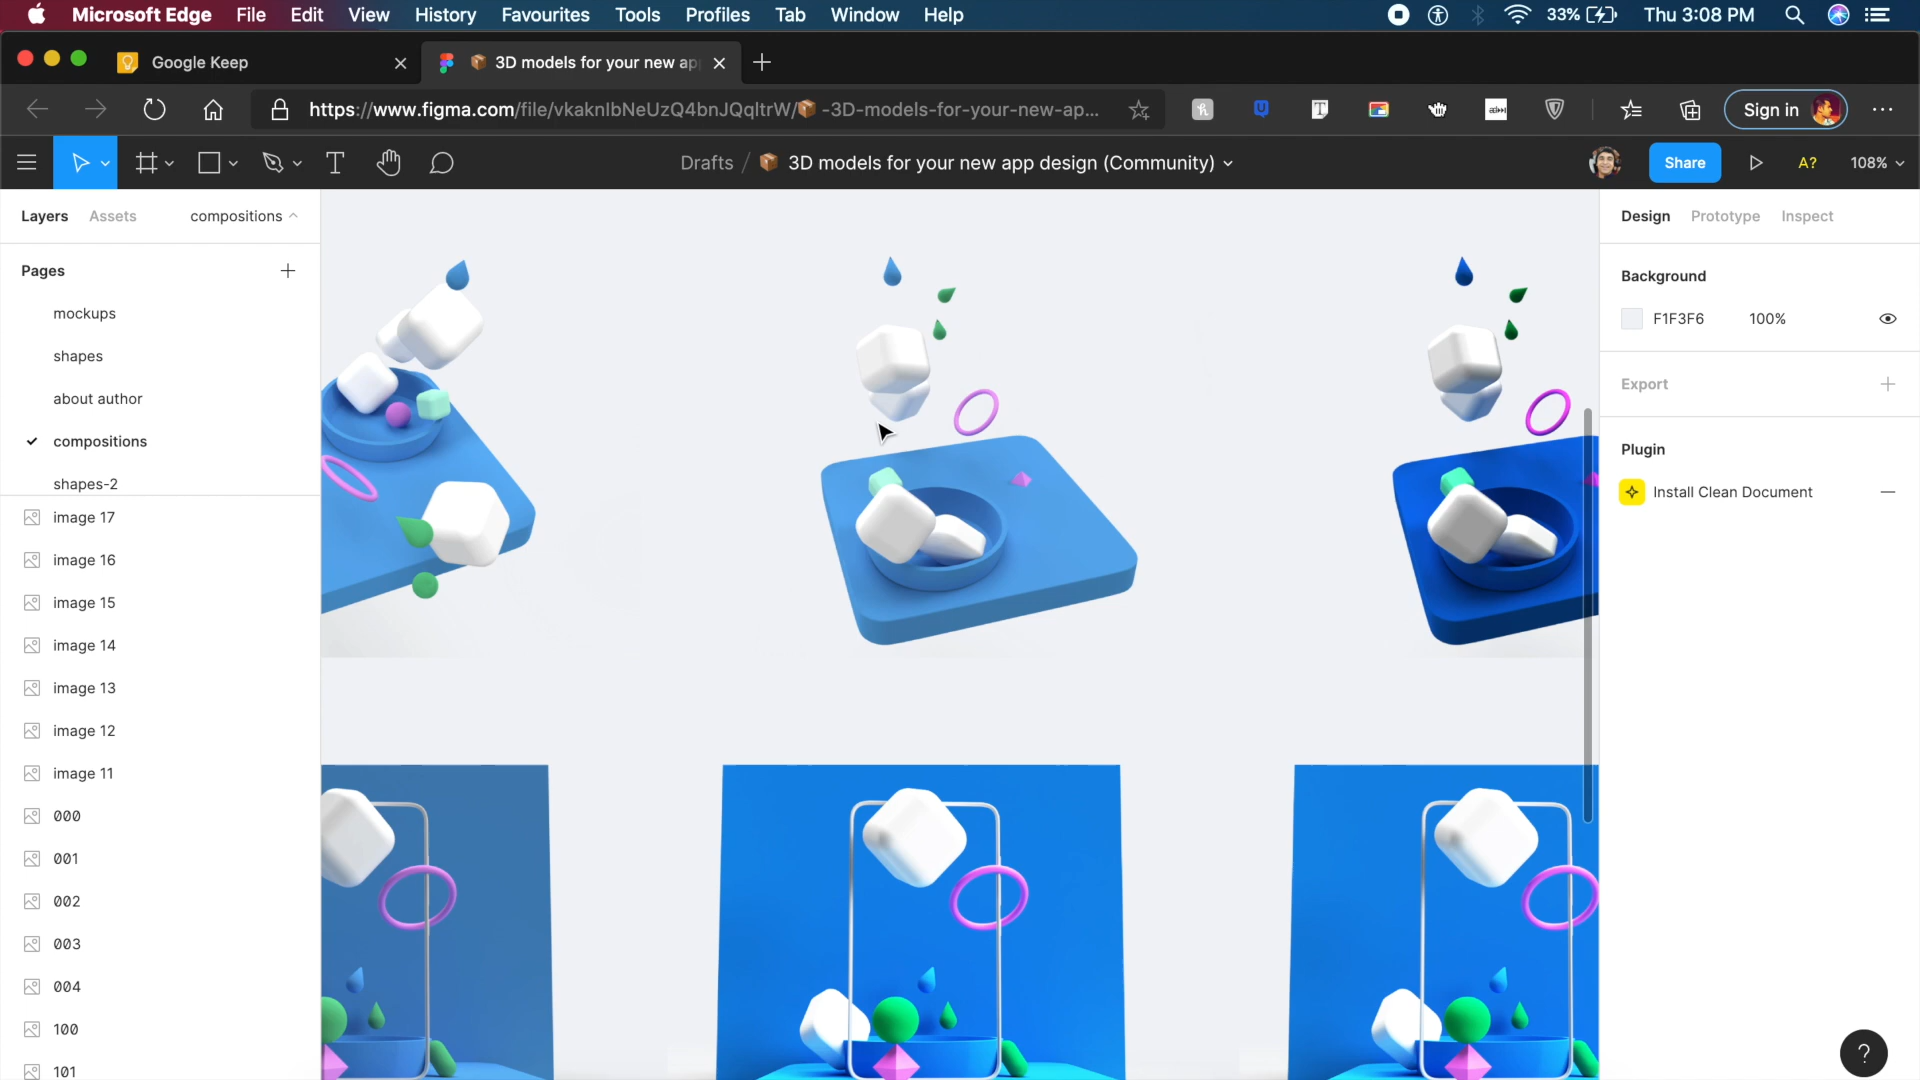 Microsoft Edge File Edit View History Favourites Tools Profiles Tab Window Help 33% Thu 3:08 PM
Google Keep 3D models for your new ap
https://www.figma.com/file/vkaknlbNeUzQ4bnJQqltrW/📦-3D-models-for-your-new-ap... Sign in ...
Drafts / 3D models for your new app design (Community) Share A? 108%
Layers Assets compositions Design Prototype Inspect
Pages
mockups
shapes
about author
compositions
shapes-2
image 17
image 16
image 15
image 14
image 13
image 12
image 11
000
001
002
003
004
100
101
Background
F1F3F6 100%
Export
Plugin
Install Clean Document
?